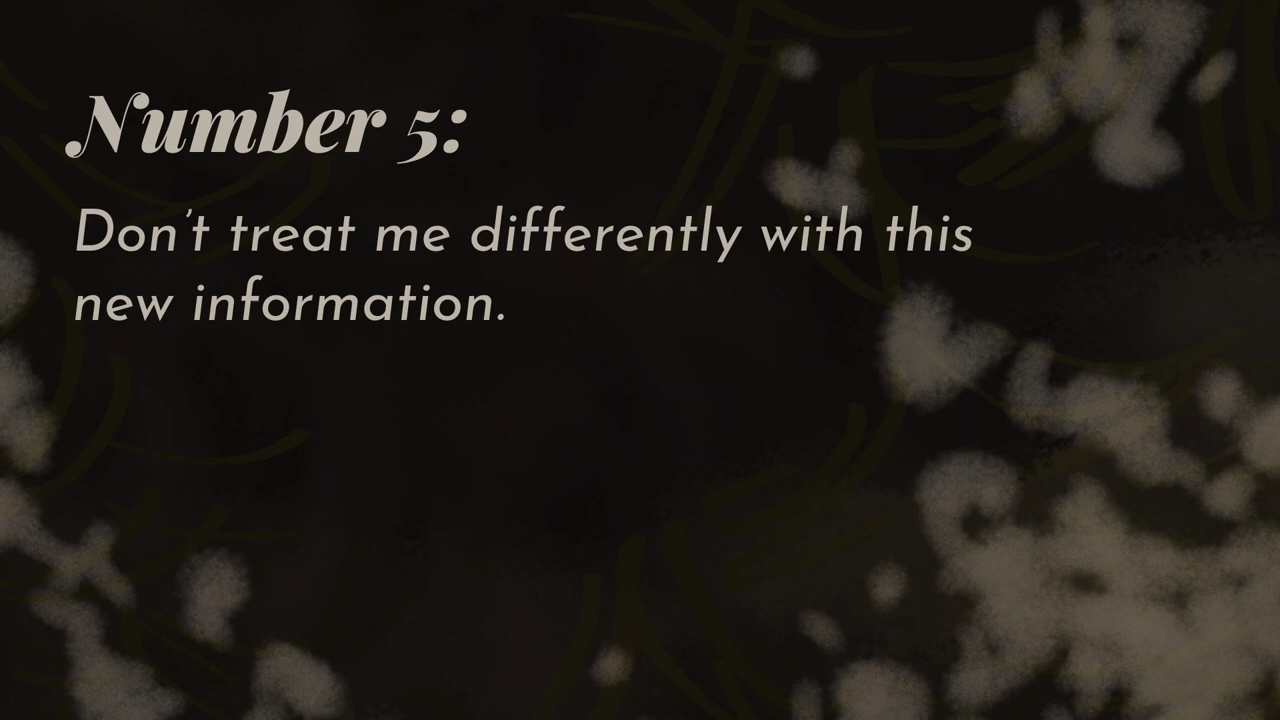 Number 5:
Don’t treat me differently with this
new information.